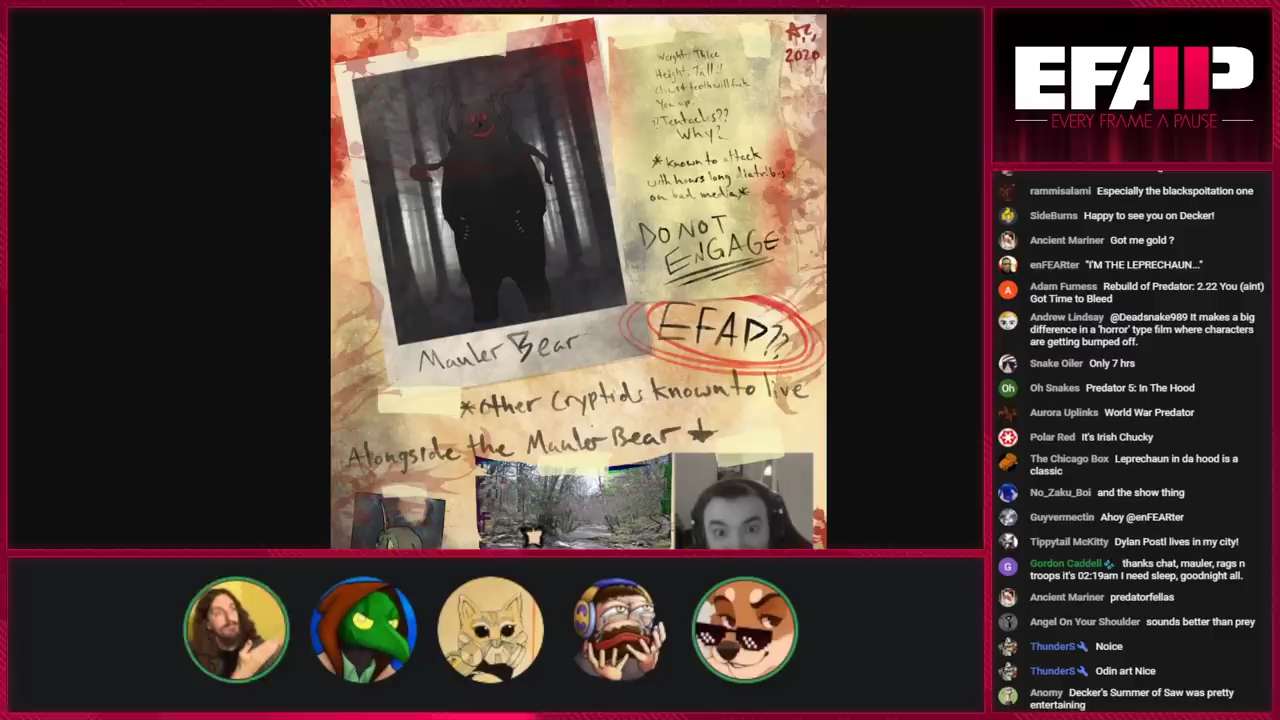 A?, 2020
Weight: Thicc
Height: Tall!!
claws & teeth will fuck
You up.
?? Tentacles??
Why?
*known to attack
with hours long diatribes
on bad media*
DO NOT
ENGAGE
Mauler Bear
EFAP??
*other Cryptids known to live
Alongside the Mauler Bear
EFAP
EVERY FRAME A PAUSE
rammisalami Especially the blackspoitation one
SideBurns Happy to see you on Decker!
Ancient Mariner Got me gold ?
enFEARter "I'M THE LEPRECHAUN..."
Adam Furness Rebuild of Predator: 2.22 You (aint)
Got Time to Bleed
Andrew Lindsay @Deadsnake989 It makes a big
difference in a 'horror' type film where characters
are getting bumped off.
Snake Oiler Only 7 hrs
Oh Oh Snakes Predator 5: In The Hood
Aurora Uplinks World War Predator
Polar Red It's Irish Chucky
The Chicago Box Leprechaun in da hood is a
classic
No_Zaku_Boi and the show thing
Guyvermectin Ahoy @enFEARter
Tippytail McKitty Dylan Postl lives in my city!
G Gordon Caddell thanks chat, mauler, rags n
troops it's 02:19am I need sleep, goodnight all.
Ancient Mariner predatorfellas
Angel On Your Shoulder sounds better than prey
ThunderS Noice
ThunderS Odin art Nice
Anomy Decker's Summer of Saw was pretty
entertaining